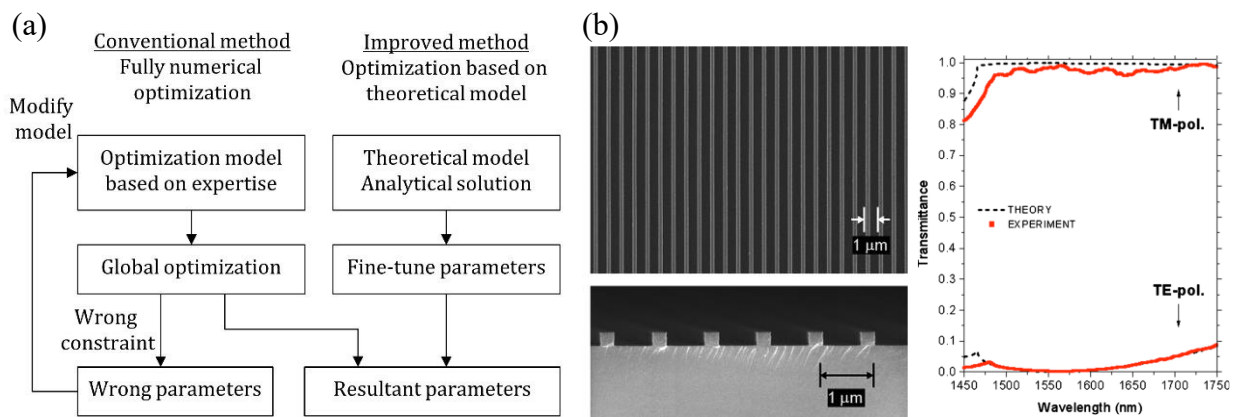 (a)
Conventional method
Fully numerical
optimization
Improved method
Optimization based on
theoretical model
Modify
model
Optimization model
based on expertise
Theoretical model
Analytical solution
Global optimization
Fine-tune parameters
Wrong
constraint
Wrong parameters
Resultant parameters
(b)
1 μm
1 μm
Transmittance
1.0
0.9
0.8
0.7
0.6
0.5
0.4
0.3
0.2
0.1
0.0
TM-pol.
THEORY
EXPERIMENT
TE-pol.
1450
1500
1550
1600
1650
1700
1750
Wavelength (nm)